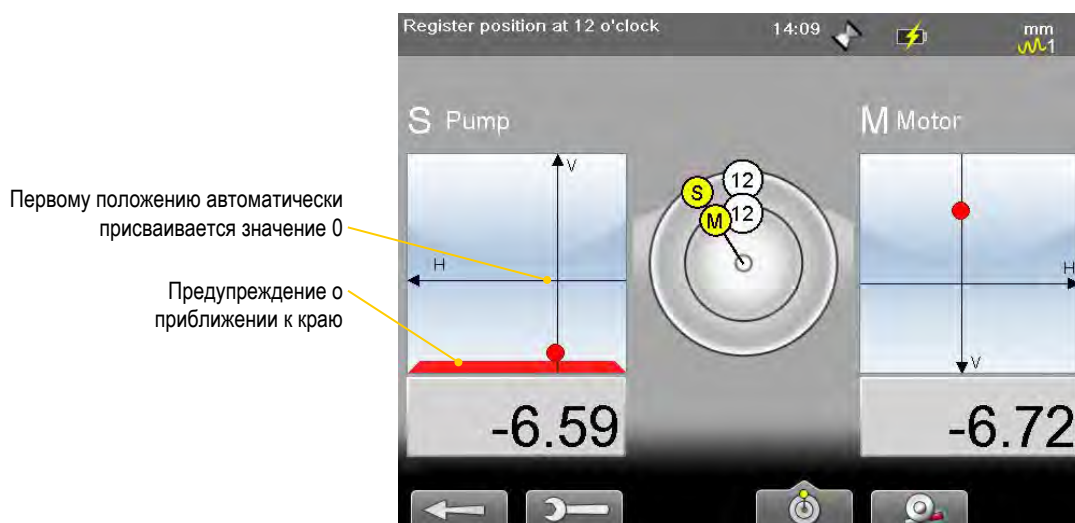 Register position at 12 o'clock
14:09
mm
1
S Pump
M Motor
V
H
S
12
M
12
H
V
Первому положению автоматически
присваивается значение 0
Предупреждение о
приближении к краю
-6.59
-6.72